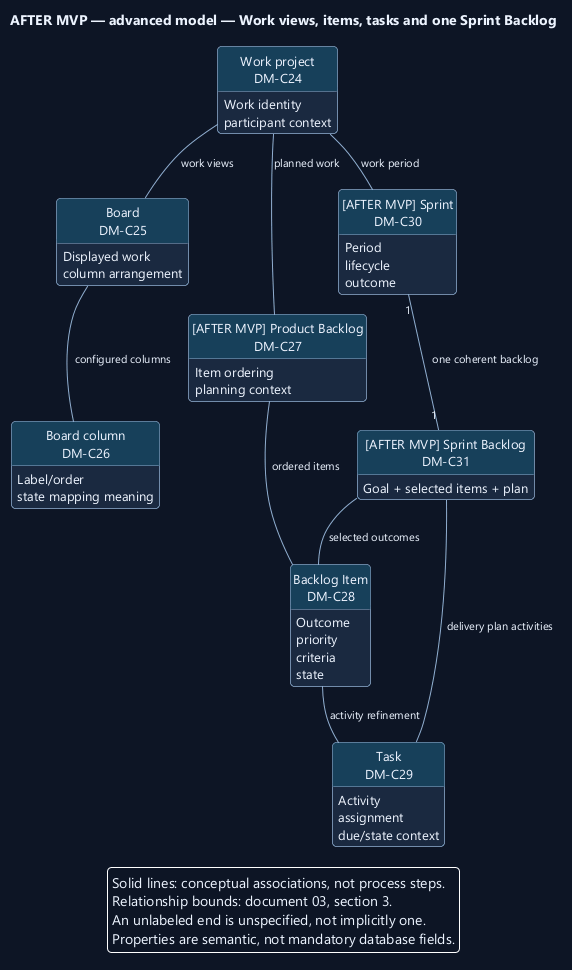 AFTER MVP — advanced model — Work views, items, tasks and one Sprint Backlog
Work project
DM-C24
Work identity
participant context
work views
planned work
work period
Board
DM-C25
Displayed work
column arrangement
[AFTER MVP] Sprint
DM-C30
Period
lifecycle
outcome
1
[AFTER MVP] Product Backlog
DM-C27
Item ordering
planning context
configured columns
one coherent backlog
1
Board column
DM-C26
Label/order
state mapping meaning
[AFTER MVP] Sprint Backlog
DM-C31
Goal + selected items + plan
ordered items
selected outcomes
Backlog Item
DM-C28
Outcome
priority
criteria
state
delivery plan activities
activity refinement
Task
DM-C29
Activity
assignment
due/state context
Solid lines: conceptual associations, not process steps.
Relationship bounds: document 03, section 3.
An unlabeled end is unspecified, not implicitly one.
Properties are semantic, not mandatory database fields.